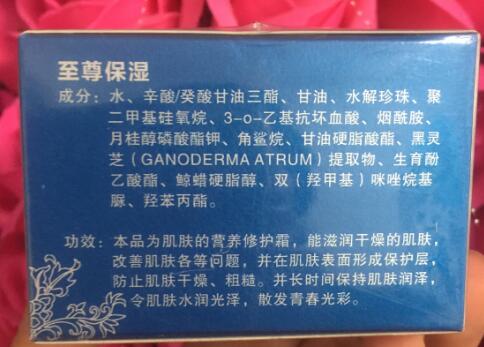 至尊保湿
成分：水、辛酸/癸酸甘油三酯、甘油、水解珍珠、聚
二甲基硅氧烷、3-o-乙基抗坏血酸、烟酰胺、
月桂醇磷酸酯钾、角鲨烷、甘油硬脂酸酯、黑灵
芝(GANODERMA ATRUM)提取物、生育酚
乙酸酯、鲸蜡硬脂醇、双(羟甲基)咪唑烷基
脲、羟苯丙酯。
功效：本品为肌肤的营养修护霜，能滋润干燥的肌肤，
改善肌肤各等问题，并在肌肤表面形成保护层，
防止肌肤干燥、粗糙。并长时间保持肌肤润泽，
令肌肤水润光泽，散发青春光彩。